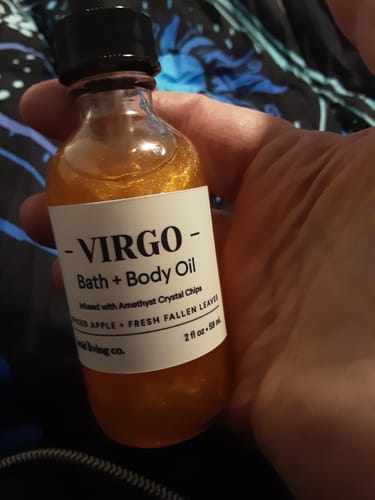 - VIRGO -
Bath + Body Oil
Infused with Amethyst Crystal Chips
APPLE + FRESH FALLEN LEAVES
living co.
2 fl oz • 59 mL